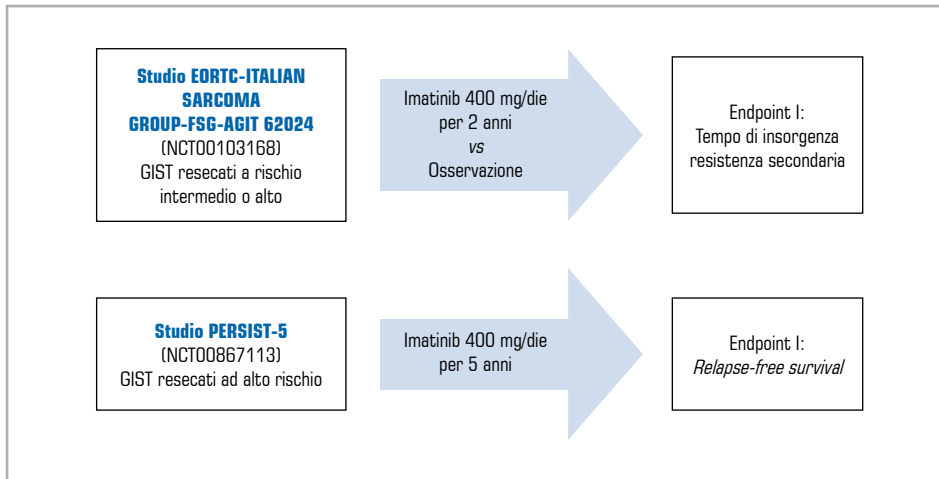 Studio EORTC-ITALIAN
SARCOMA
GROUP-FSG-AGIT 62024
(NCT00103168)
GIST resecati a rischio
intermedio o alto
Imatinib 400 mg/die
per 2 anni
vs
Osservazione
Endpoint I:
Tempo di insorgenza
resistenza secondaria
Studio PERSIST-5
(NCT00867113)
GIST resecati ad alto rischio
Imatinib 400 mg/die
per 5 anni
Endpoint I:
Relapse-free survival